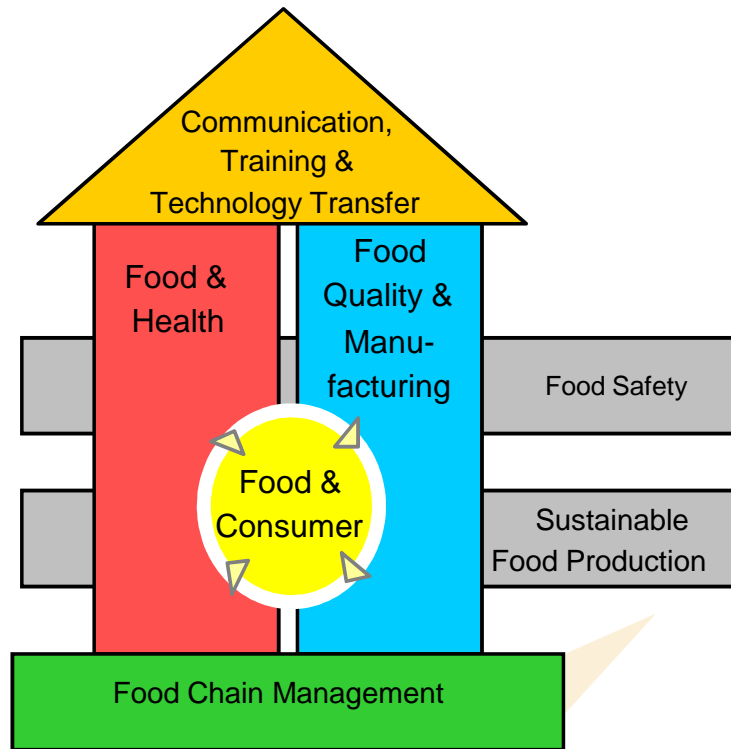 Communication,
Training &
Technology Transfer
Food &
Health
Food
Quality &
Manu-
facturing
Food Safety
Food &
Consumer
Sustainable
Food Production
Food Chain Management